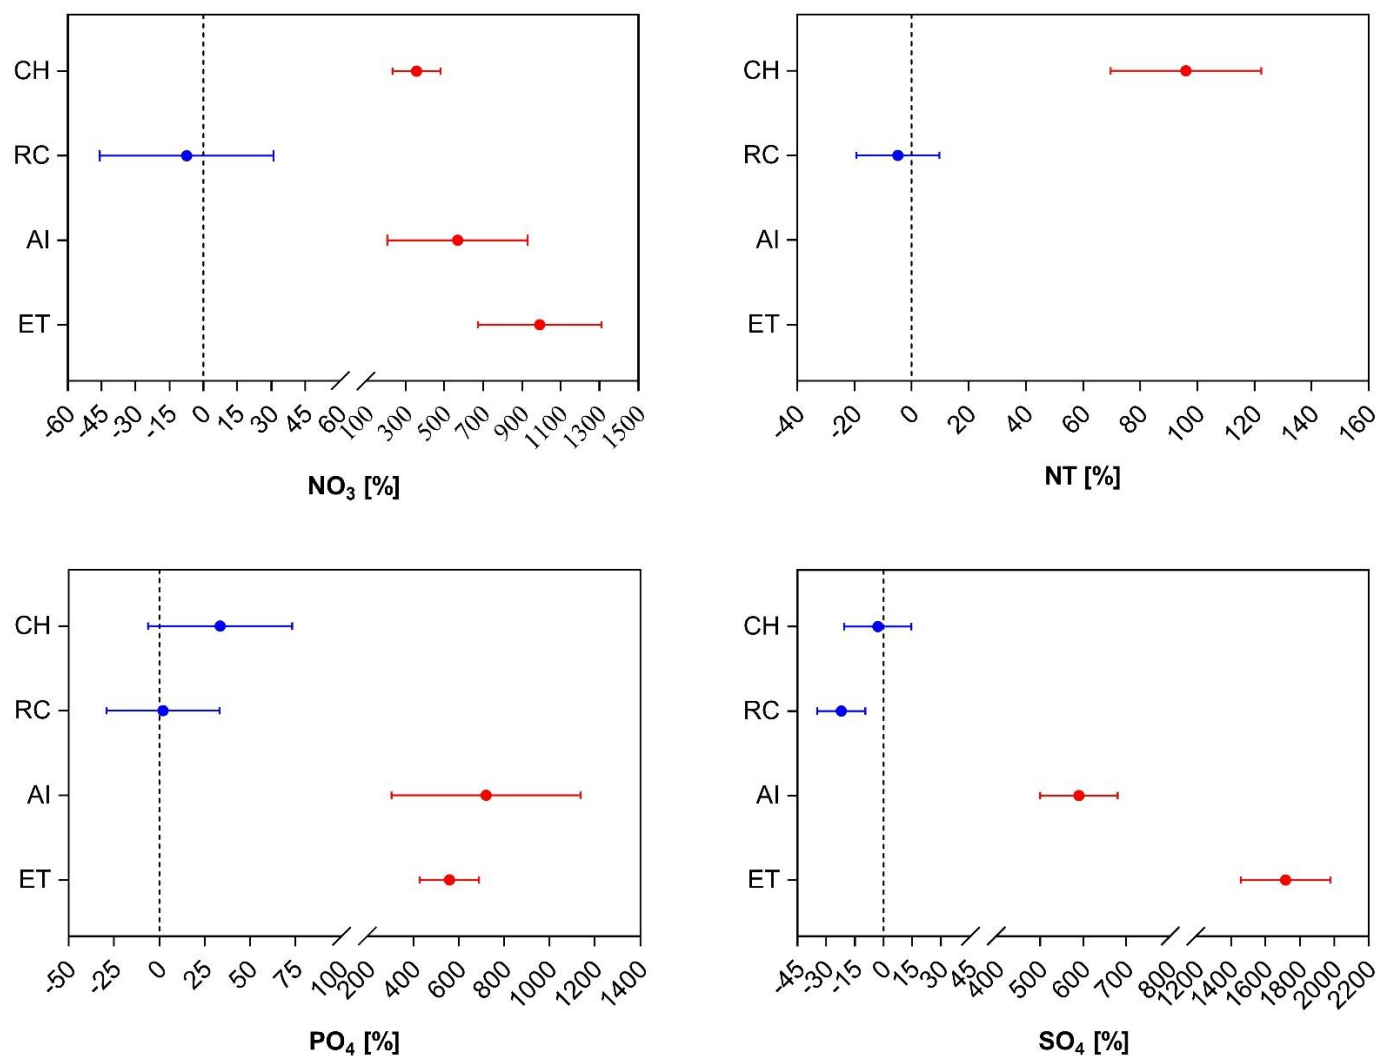 CH
RC
AI
ET
-60 -45 -30 -15 0 15 30 45 60 100 300 500 700 900 1100 1300 1500
NO3 [%]
CH
RC
AI
ET
-40 -20 0 20 40 60 80 100 120 140 160
NT [%]
CH
RC
AI
ET
-50 -25 0 25 50 75 100 200 400 600 800 1000 1200 1400
PO4 [%]
CH
RC
AI
ET
-45 -30 -15 0 15 30 45 400 500 600 700 800 1200 1400 1600 1800 2000 2200
SO4 [%]